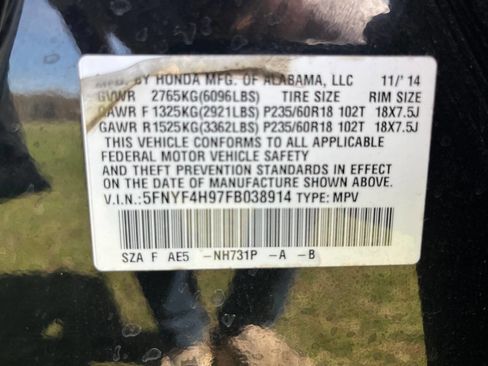 MFD. BY HONDA MFG. OF ALABAMA, LLC 11/'14
GVWR 2765KG(6096LBS) TIRE SIZE RIM SIZE
GAWR F 1325KG(2921LBS) P235/60R18 102T 18X7.5J
GAWR R1525KG(3362LBS) P235/60R18 102T 18X7.5J
THIS VEHICLE CONFORMS TO ALL APPLICABLE
FEDERAL MOTOR VEHICLE SAFETY
AND THEFT PREVENTION STANDARDS IN EFFECT
ON THE DATE OF MANUFACTURE SHOWN ABOVE.
V.I.N.: 5FNYF4H97FB038914 TYPE: MPV
SZA F AE5 -NH731P -A -B